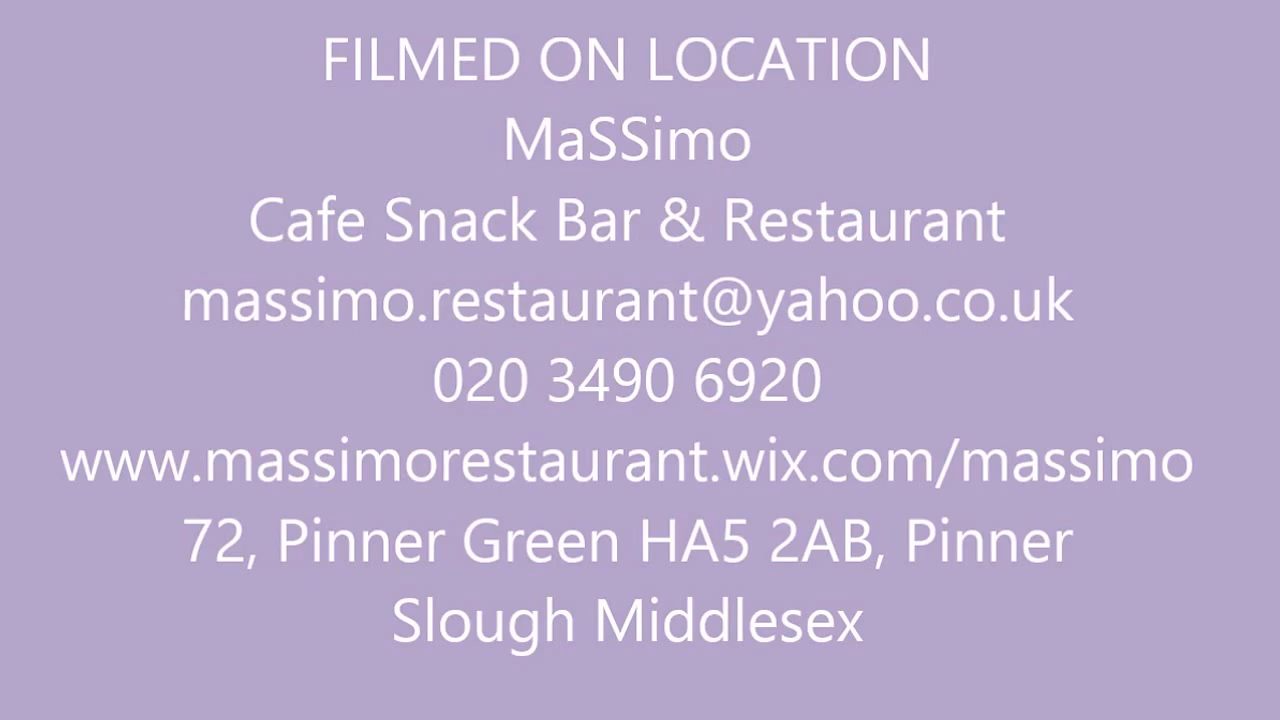 FILMED ON LOCATION
MaSSimo
Cafe Snack Bar & Restaurant
massimo.restaurant@yahoo.co.uk
020 3490 6920
www.massimorestaurant.wix.com/massimo
72, Pinner Green HA5 2AB, Pinner
Slough Middlesex